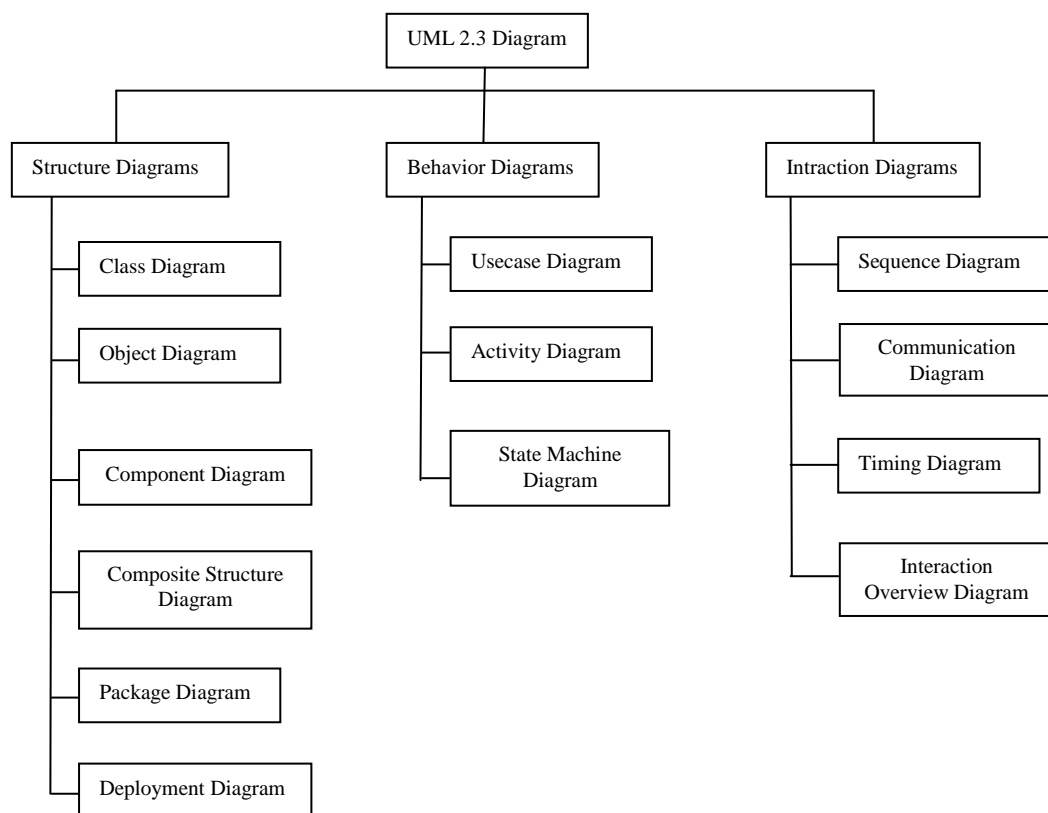 UML 2.3 Diagram
Structure Diagrams
Behavior Diagrams
Intraction Diagrams
Class Diagram
Object Diagram
Component Diagram
Composite Structure
Diagram
Package Diagram
Deployment Diagram
Usecase Diagram
Activity Diagram
State Machine
Diagram
Sequence Diagram
Communication
Diagram
Timing Diagram
Interaction
Overview Diagram